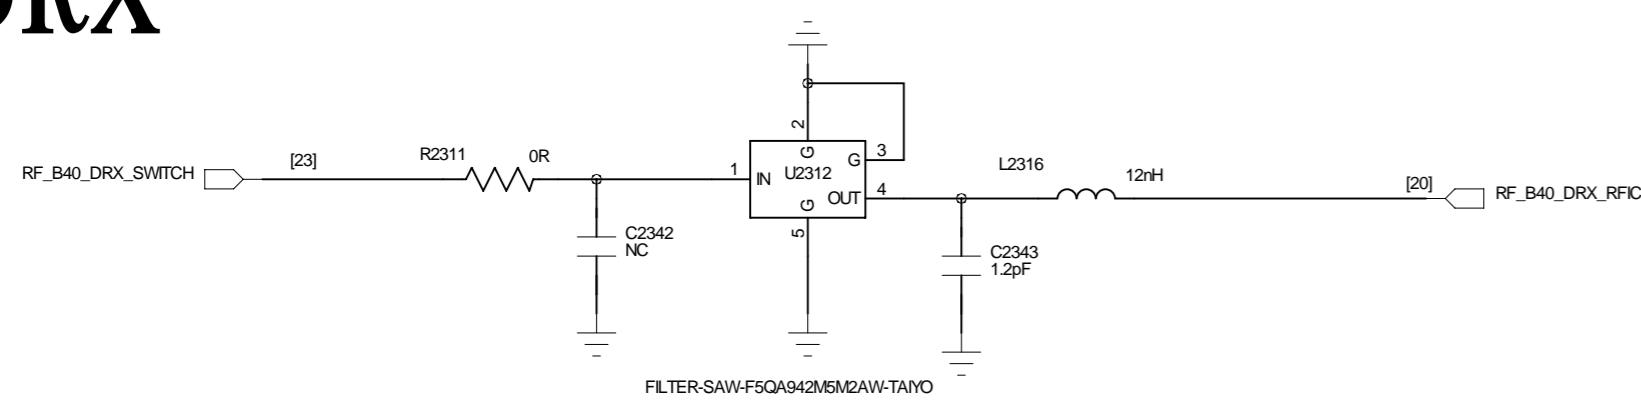 DRX
RF_B40_DRX_SWITCH
[23]
R2311
0R
C2342
NC
1
IN
2
G
U2312
G
3
OUT
4
G
5
L2316
12nH
C2343
1.2pF
[20]
RF_B40_DRX_RFIC
FILTER-SAW-F5QA942M5M2AW-TAIYO